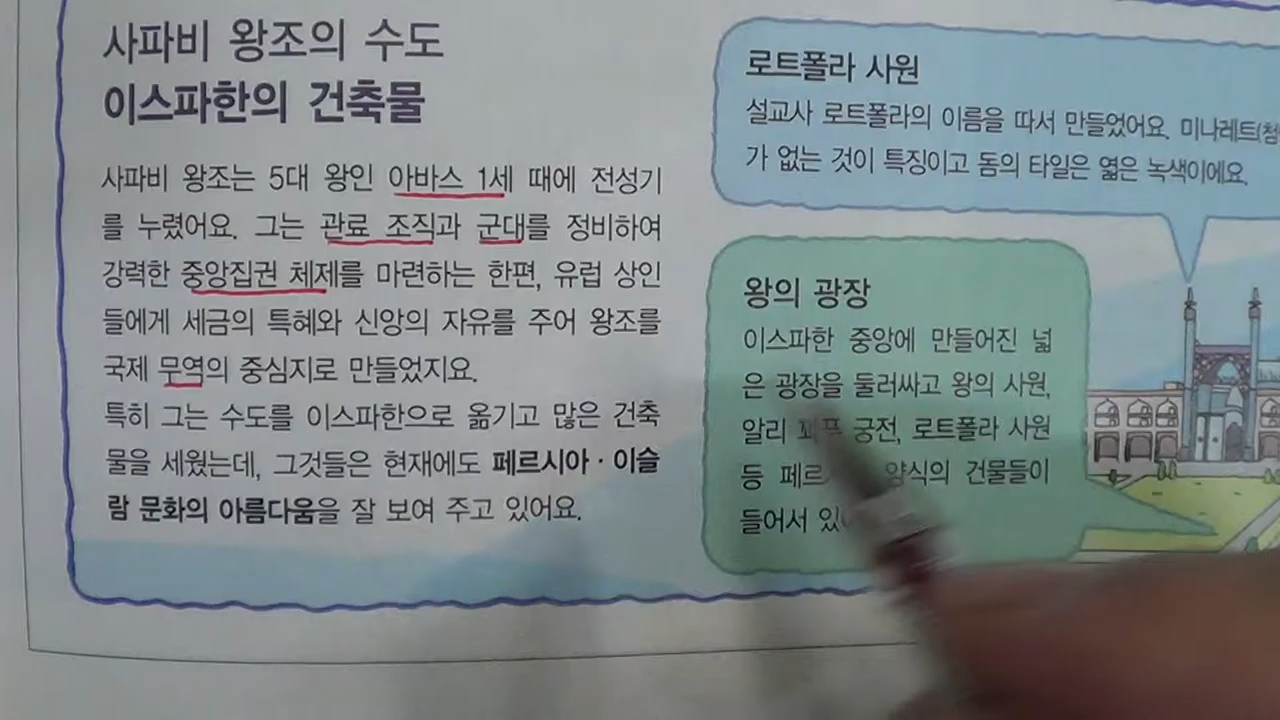 사파비 왕조의 수도
이스파한의 건축물
사파비 왕조는 5대 왕인 아바스 1세 때에 전성기
를 누렸어요. 그는 관료 조직과 군대를 정비하여
강력한 중앙집권 체제를 마련하는 한편, 유럽 상인
들에게 세금의 특혜와 신앙의 자유를 주어 왕조를
국제 무역의 중심지로 만들었지요.
특히 그는 수도를 이스파한으로 옮기고 많은 건축
물을 세웠는데, 그것들은 현재에도 페르시아·이슬
람 문화의 아름다움을 잘 보여 주고 있어요.
로트폴라 사원
설교사 로트폴라의 이름을 따서 만들었어요. 미나레트(첨
가 없는 것이 특징이고 돔의 타일은 엷은 녹색이에요.
왕의 광장
이스파한 중앙에 만들어진 넓
은 광장을 둘러싸고 왕의 사원,
알리 궁전, 로트폴라 사원
등 양식의 건물들이
들어서